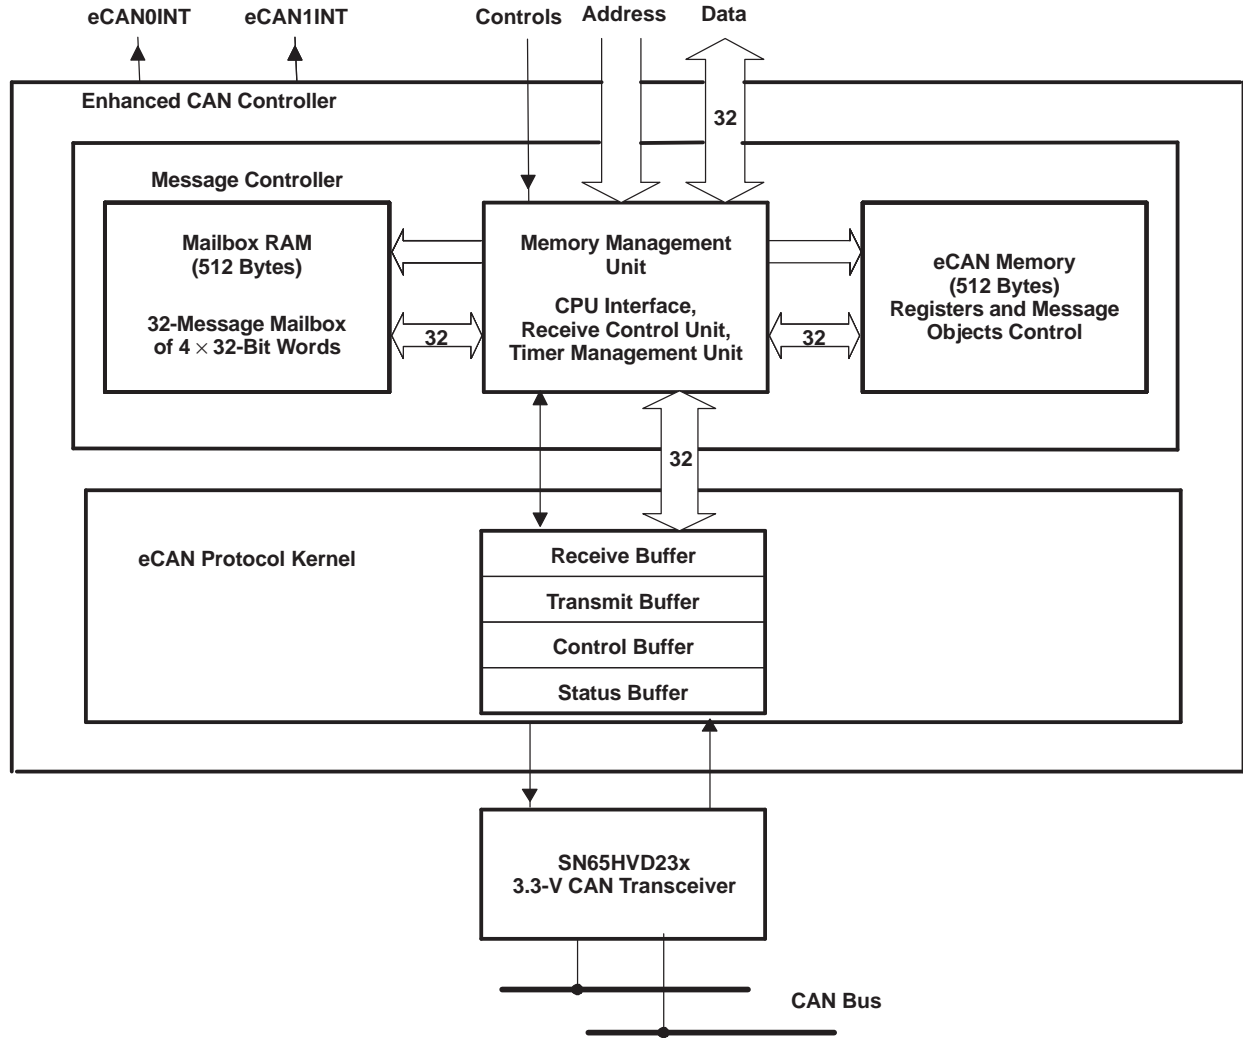 eCAN0INT
eCAN1INT
Controls
Address
Data
Enhanced CAN Controller
32
Message Controller
Mailbox RAM
(512 Bytes)
32-Message Mailbox
of 4 × 32-Bit Words
32
Memory Management
Unit
CPU Interface,
Receive Control Unit,
Timer Management Unit
32
eCAN Memory
(512 Bytes)
Registers and Message
Objects Control
32
eCAN Protocol Kernel
Receive Buffer
Transmit Buffer
Control Buffer
Status Buffer
SN65HVD23x
3.3-V CAN Transceiver
CAN Bus